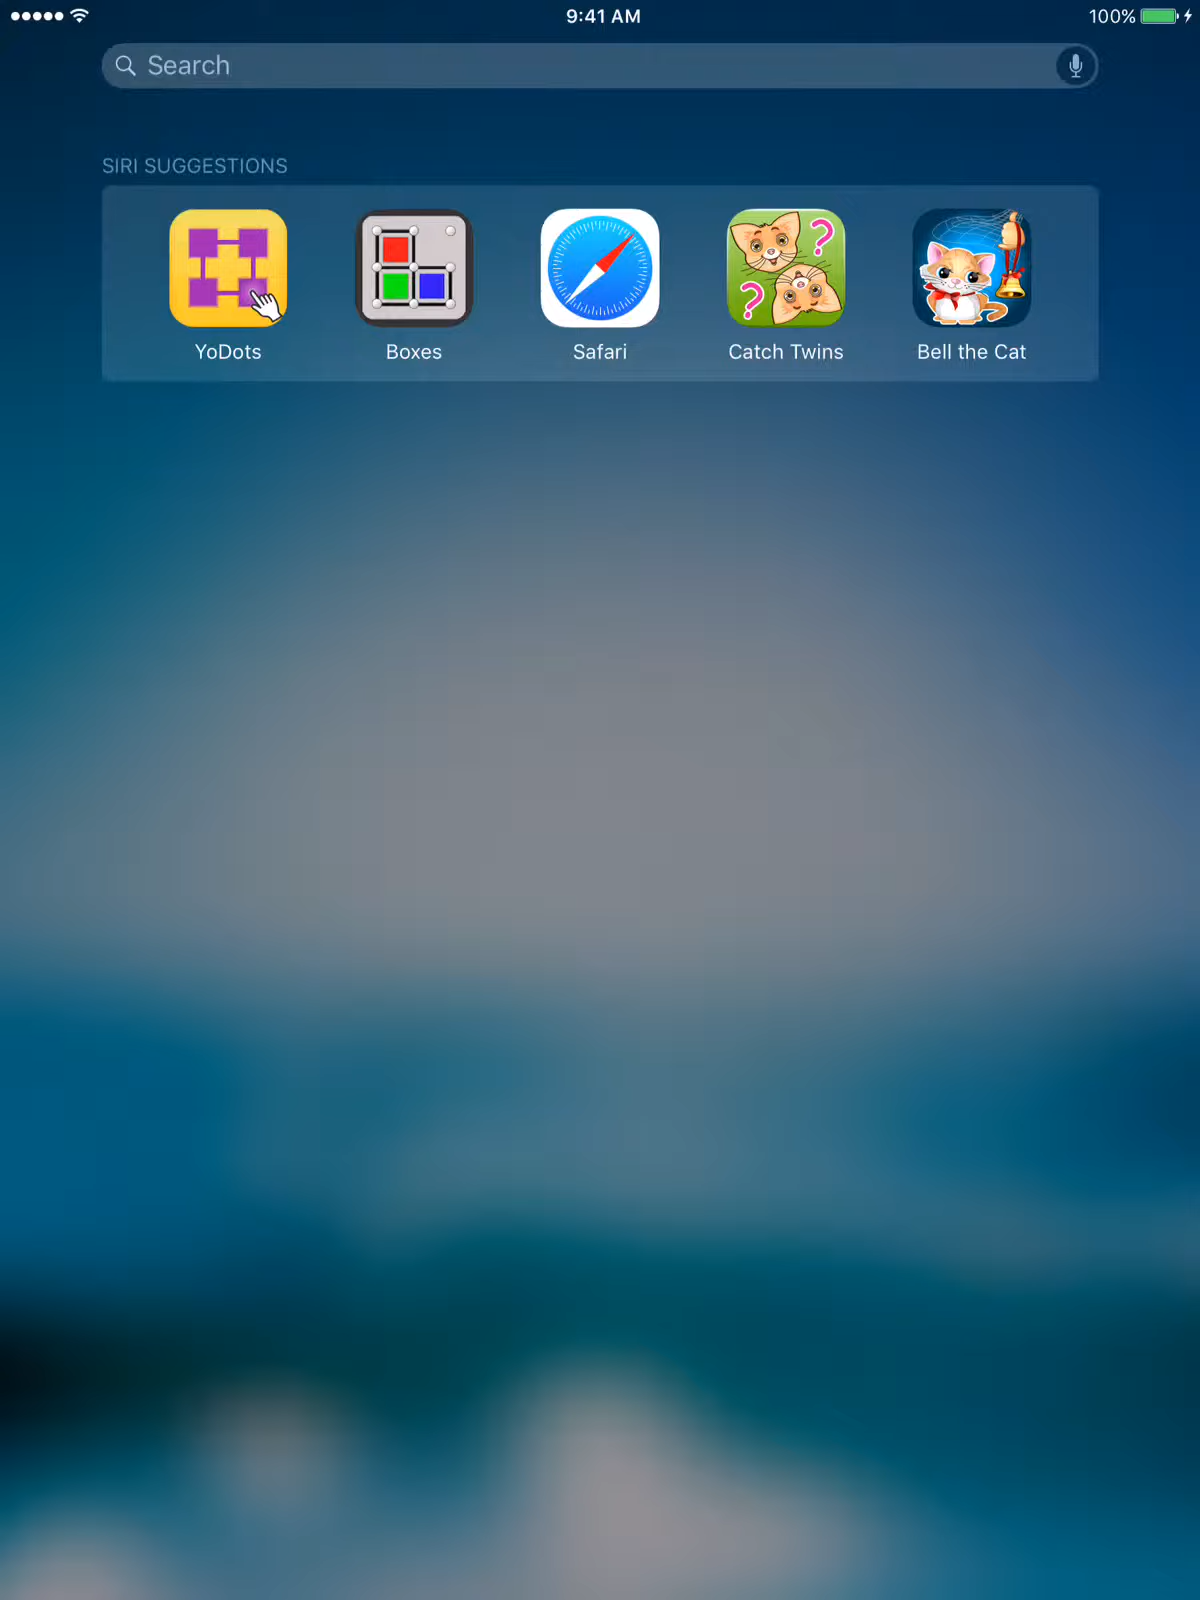 9:41 AM
100%
Search
SIRI SUGGESTIONS
YoDots
Boxes
Safari
Catch Twins
Bell the Cat